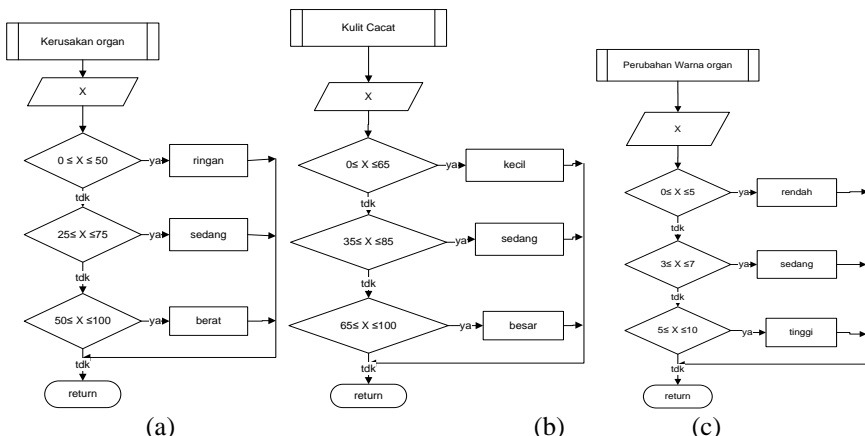 Kerusakan organ
X
0 ≤ X ≤ 50
ya
ringan
tdk
25≤ X ≤75
ya
sedang
tdk
50≤ X ≤100
ya
berat
tdk
return
(a)
Kulit Cacat
X
0≤ X ≤65
ya
kecil
tdk
35≤ X ≤85
ya
sedang
tdk
65≤ X ≤100
ya
besar
tdk
return
(b)
Perubahan Warna organ
X
0≤ X ≤5
ya
rendah
tdk
3≤ X ≤7
ya
sedang
tdk
5≤ X ≤10
ya
tinggi
tdk
return
(c)